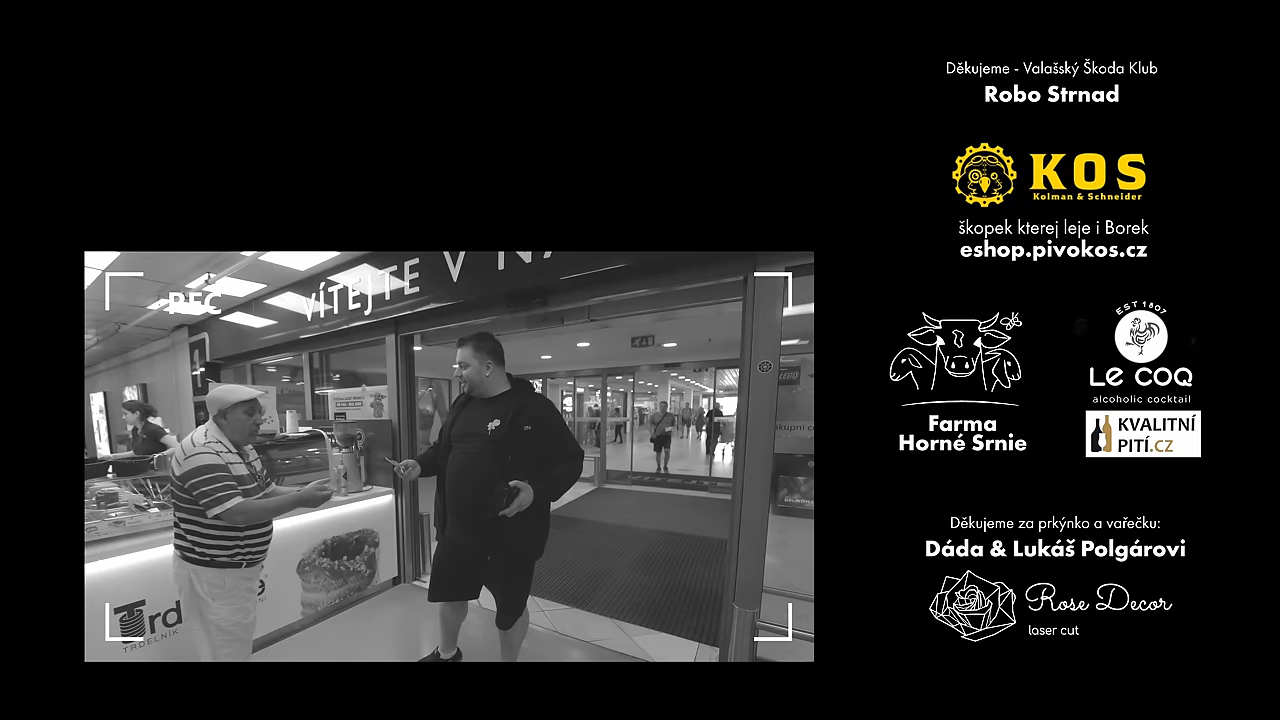 Děkujeme - Valašský Škoda Klub
Robo Strnad
KOS
Kolman & Schneider
škopek kterej leje i Borek
eshop.pivokos.cz
EST 1807
LE COQ
alcoholic cocktail
Farma
Horné Srnie
KVALITNÍ
PITÍ.CZ
Děkujeme za prkýnko a vařečku:
Dáda & Lukáš Polgárovi
Rose Decor
laser cut
REC
VÍTEJTE V
LEGO
Trd
TRDELNÍK